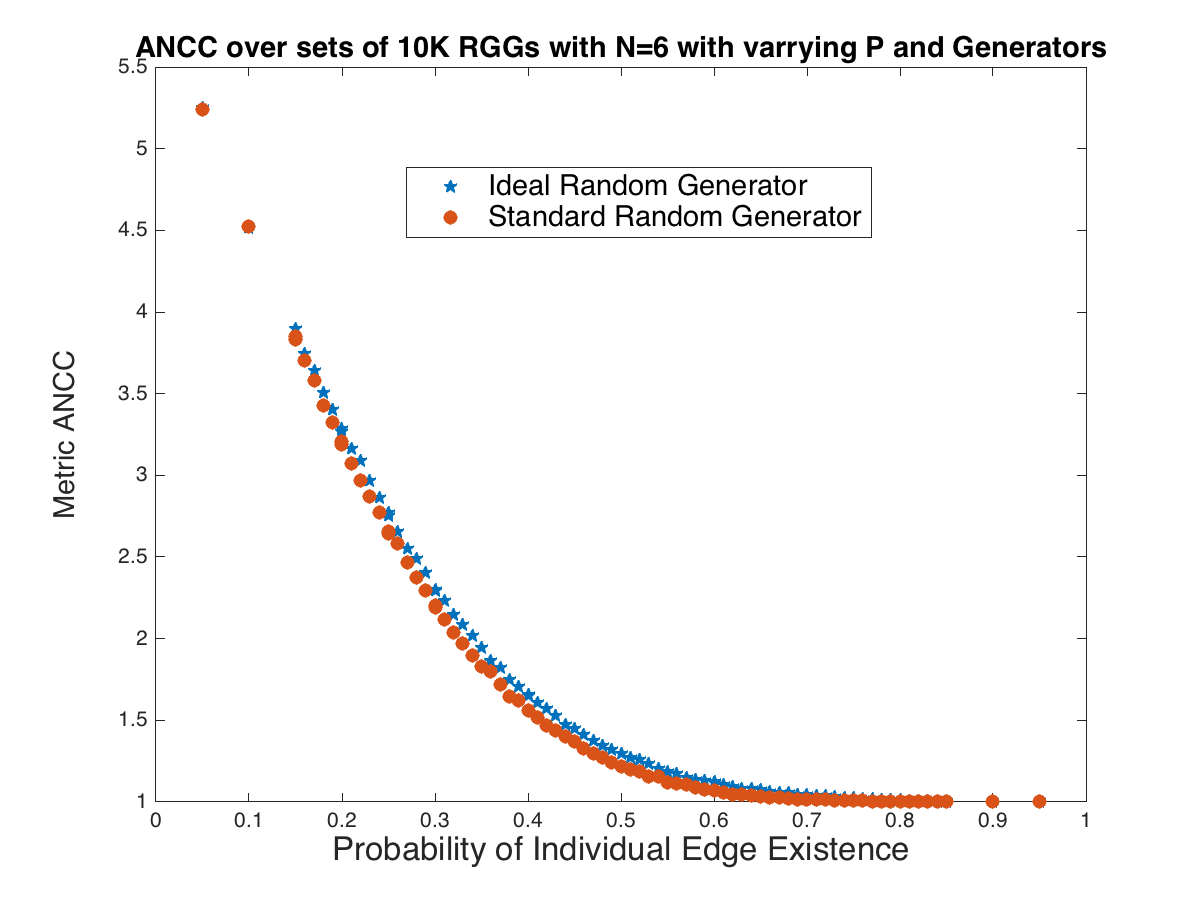 ANCC over sets of 10K RGGs with N=6 with varrying P and Generators
5.5
5
4.5
4
3.5
3
2.5
2
1.5
1
Metric ANCC
Ideal Random Generator
Standard Random Generator
0 0.1 0.2 0.3 0.4 0.5 0.6 0.7 0.8 0.9 1
Probability of Individual Edge Existence